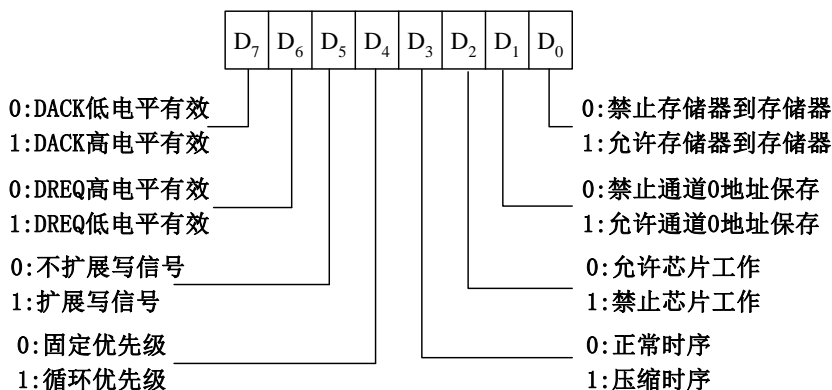 D7 D6 D5 D4 D3 D2 D1 D0
0:DACK低电平有效
1:DACK高电平有效
0:DREQ高电平有效
1:DREQ低电平有效
0:不扩展写信号
1:扩展写信号
0:固定优先级
1:循环优先级
0:禁止存储器到存储器
1:允许存储器到存储器
0:禁止通道0地址保存
1:允许通道0地址保存
0:允许芯片工作
1:禁止芯片工作
0:正常时序
1:压缩时序